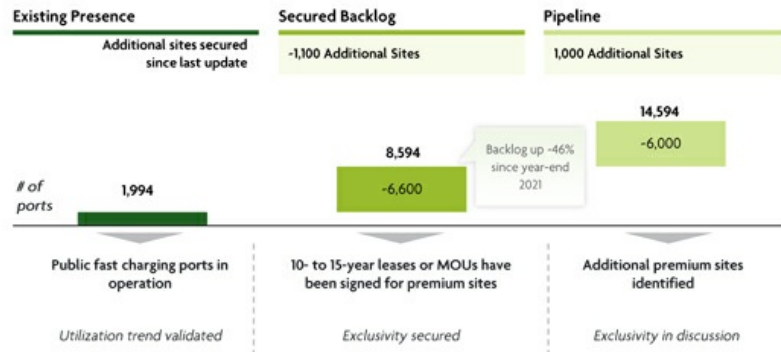 Existing Presence
Secured Backlog
Pipeline
Additional sites secured
since last update
-1,100 Additional Sites
1,000 Additional Sites
14,594
-6,000
8,594
-6,600
Backlog up -46%
since year-end
2021
# of
ports
1,994
Public fast charging ports in
operation
10- to 15-year leases or MOUs have
been signed for premium sites
Additional premium sites
identified
Utilization trend validated
Exclusivity secured
Exclusivity in discussion